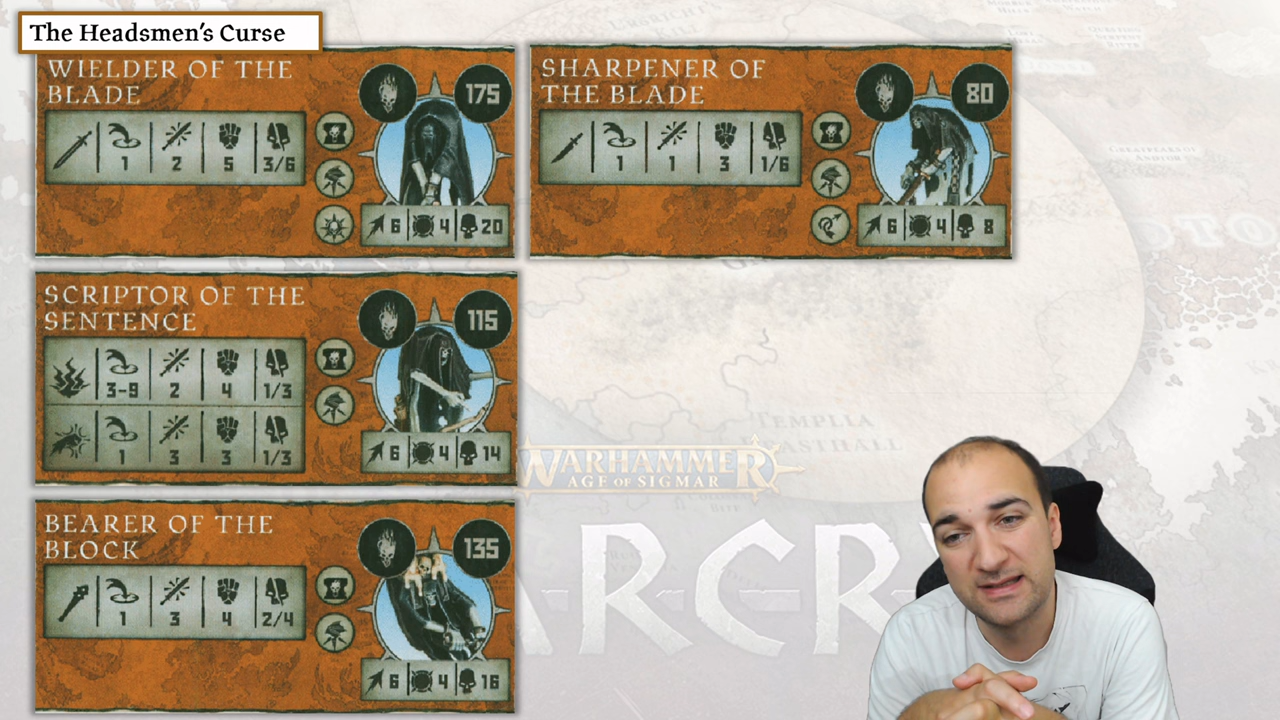 The Headsmen's Curse
WIELDER OF THE
BLADE
175
1 2 5 3/6
6 4 20
SHARPENER OF
THE BLADE
80
1 1 3 1/6
6 4 8
SCRIPTOR OF THE
SENTENCE
115
3-9 2 4 1/3
1 3 3 1/3
6 4 14
BEARER OF THE
BLOCK
135
1 3 4 2/4
6 4 16
TEMPLIA
WARHAMMER
AGE OF SIGMAR
ARCRY